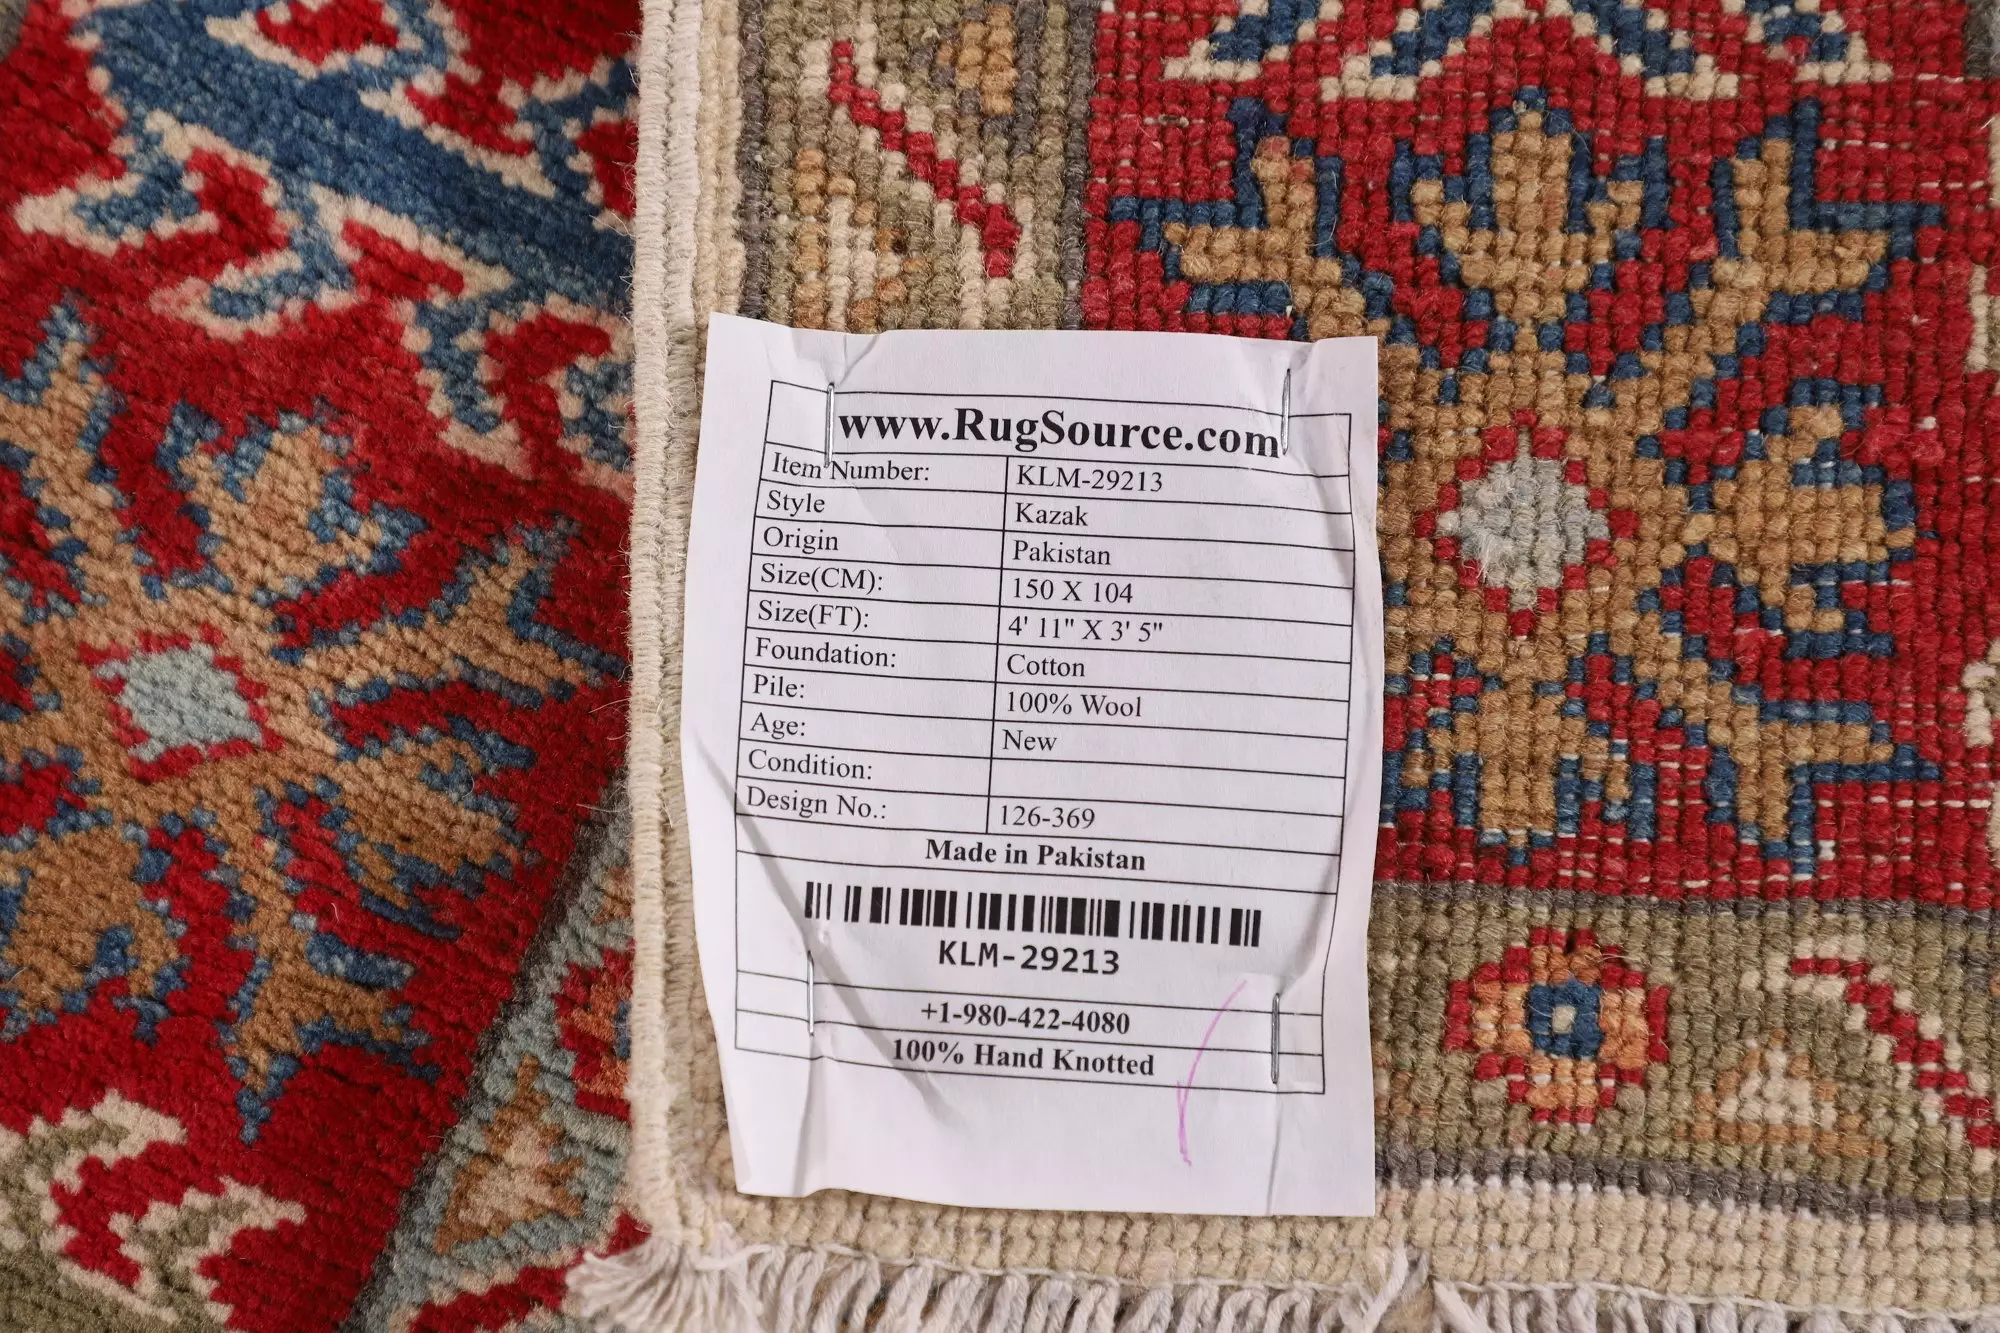 www.RugSource.com
Item Number: KLM-29213
Style Kazak
Origin Pakistan
Size(CM): 150 X 104
Size(FT): 4' 11" X 3' 5"
Foundation: Cotton
Pile: 100% Wool
Age: New
Condition:
Design No.: 126-369
Made in Pakistan
KLM-29213
+1-980-422-4080
100% Hand Knotted